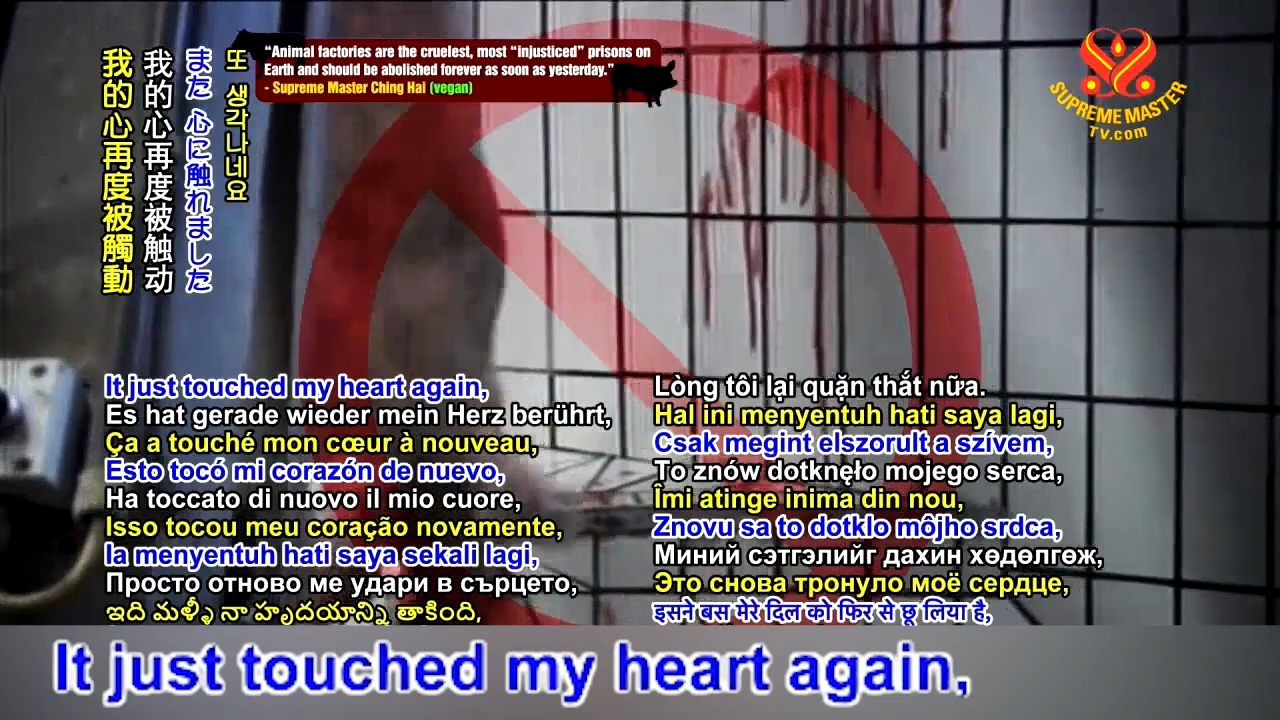 “Animal factories are the cruelest, most “injusticed” prisons on
Earth and should be abolished forever as soon as yesterday.”
- Supreme Master Ching Hai (vegan)
SUPREME MASTER
TV.com
또 생각나네요
また 心に触れました
我的心再度被触动
我的心再度被觸動
It just touched my heart again,
Es hat gerade wieder mein Herz berührt,
Ça a touché mon cœur à nouveau,
Esto tocó mi corazón de nuevo,
Ha toccato di nuovo il mio cuore,
Isso tocou meu coração novamente,
Ia menyentuh hati saya sekali lagi,
Просто отново ме удари в сърцето,
ఇది మళ్ళీ నా హృదయాన్ని తాకింది,
Lòng tôi lại quặn thắt nữa.
Hal ini menyentuh hati saya lagi,
Csak megint elszorult a szívem,
To znów dotknęło mojego serca,
Îmi atinge inima din nou,
Znovu sa to dotklo môjho srdca,
Миний сэтгэлийг дахин хөдөлгөж,
Это снова тронуло моё сердце,
इसने बस मेरे दिल को फिर से छू लिया है,
It just touched my heart again,